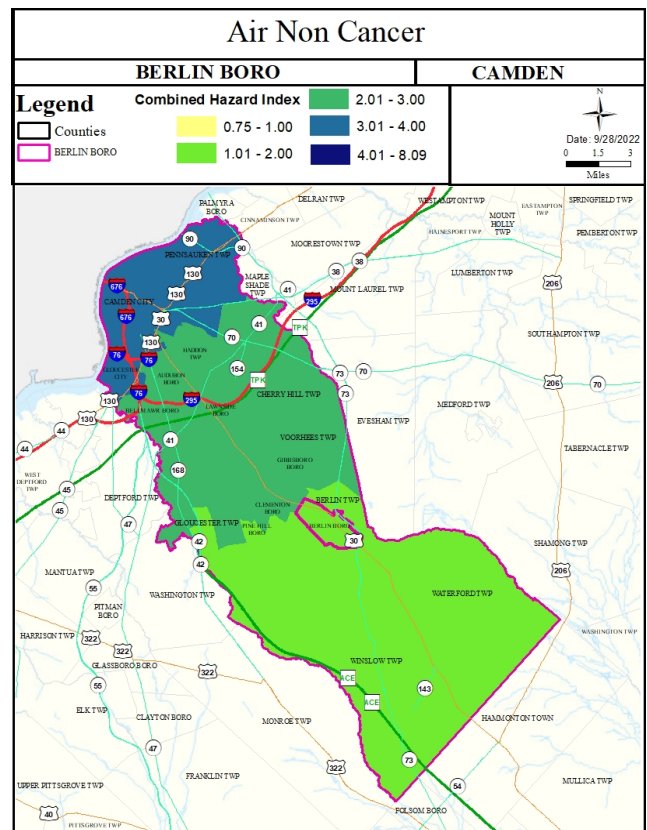 Air Non Cancer
BERLIN BORO
CAMDEN
Legend
Counties
BERLIN BORO
Combined Hazard Index
0.75 - 1.00
1.01 - 2.00
2.01 - 3.00
3.01 - 4.00
4.01 - 8.09
N
Date: 9/28/2022
0 1.5 3
Miles
PALMYRA
BORO
DELRAN TWP
CINNAMINSON TWP
WESTAMPTON TWP
EASTAMPTON
TWP
SPRINGFIELD TWP
MOUNT
HOLLY
TWP
HAINESPORT TWP
PEMBERTON TWP
90
90
PENNSAUKEN TWP
MOORESTOWN TWP
38
38
130
MAPLE
SHADE
TWP
41
MOUNT LAUREL TWP
LUMBERTON TWP
206
676
130
CAMDEN CITY
295
676
30
41
TPK
SOUTHAMPTON TWP
130
70
76
76
HADDON
TWP
154
GLOUCESTER
CITY
AUDUBON
BORO
TPK
73
70
73
206
70
76
295
CHERRY HILL TWP
MEDFORD TWP
130
130
BELLMAWR BORO
LAWNSIDE
BORO
EVESHAM TWP
44
44
41
VOORHEES TWP
TABERNACLE TWP
WEST
DEPTFORD
TWP
168
GIBBSBORO
BORO
45
45
DEPTFORD TWP
BERLIN TWP
47
GLOUCESTER TWP
CLEMENTON
BORO
PINE HILL
BORO
BERLIN BORO
42
30
SHAMONG TWP
42
206
MANTUA TWP
55
WASHINGTON TWP
WATERFORD TWP
PITMAN
BORO
WASHINGTON TWP
HARRISON TWP
322
322
GLASSBORO BORO
322
WINSLOW TWP
ACE
55
143
ACE
ELK TWP
CLAYTON BORO
MONROE TWP
HAMMONTON TOWN
47
73
322
FRANKLIN TWP
54
MULLICA TWP
UPPER PITTSGROVE TWP
FOLSOM BORO
40
PITTSGROVE TWP